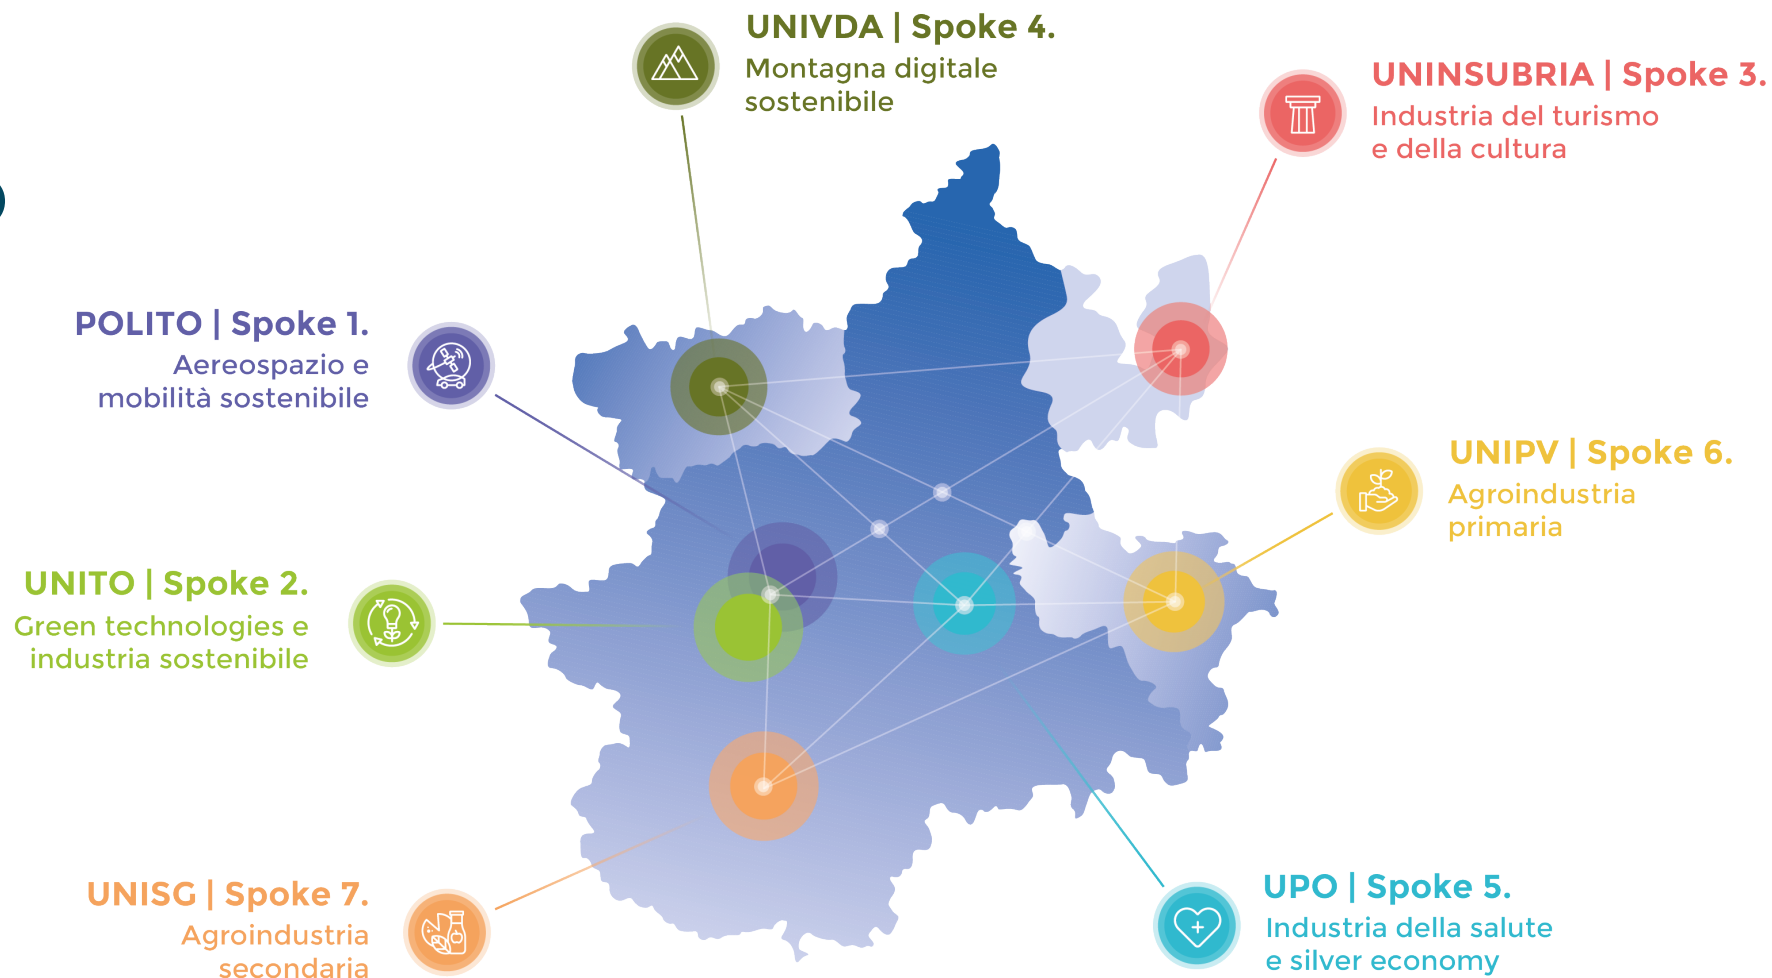 UNIVDA | Spoke 4.
Montagna digitale
sostenibile
UNINSUBRIA | Spoke 3.
Industria del turismo
e della cultura
POLITO | Spoke 1.
Aereospazio e
mobilità sostenibile
UNIPV | Spoke 6.
Agroindustria
primaria
UNITO | Spoke 2.
Green technologies e
industria sostenibile
UNISG | Spoke 7.
Agroindustria
secondaria
UPO | Spoke 5.
Industria della salute
e silver economy